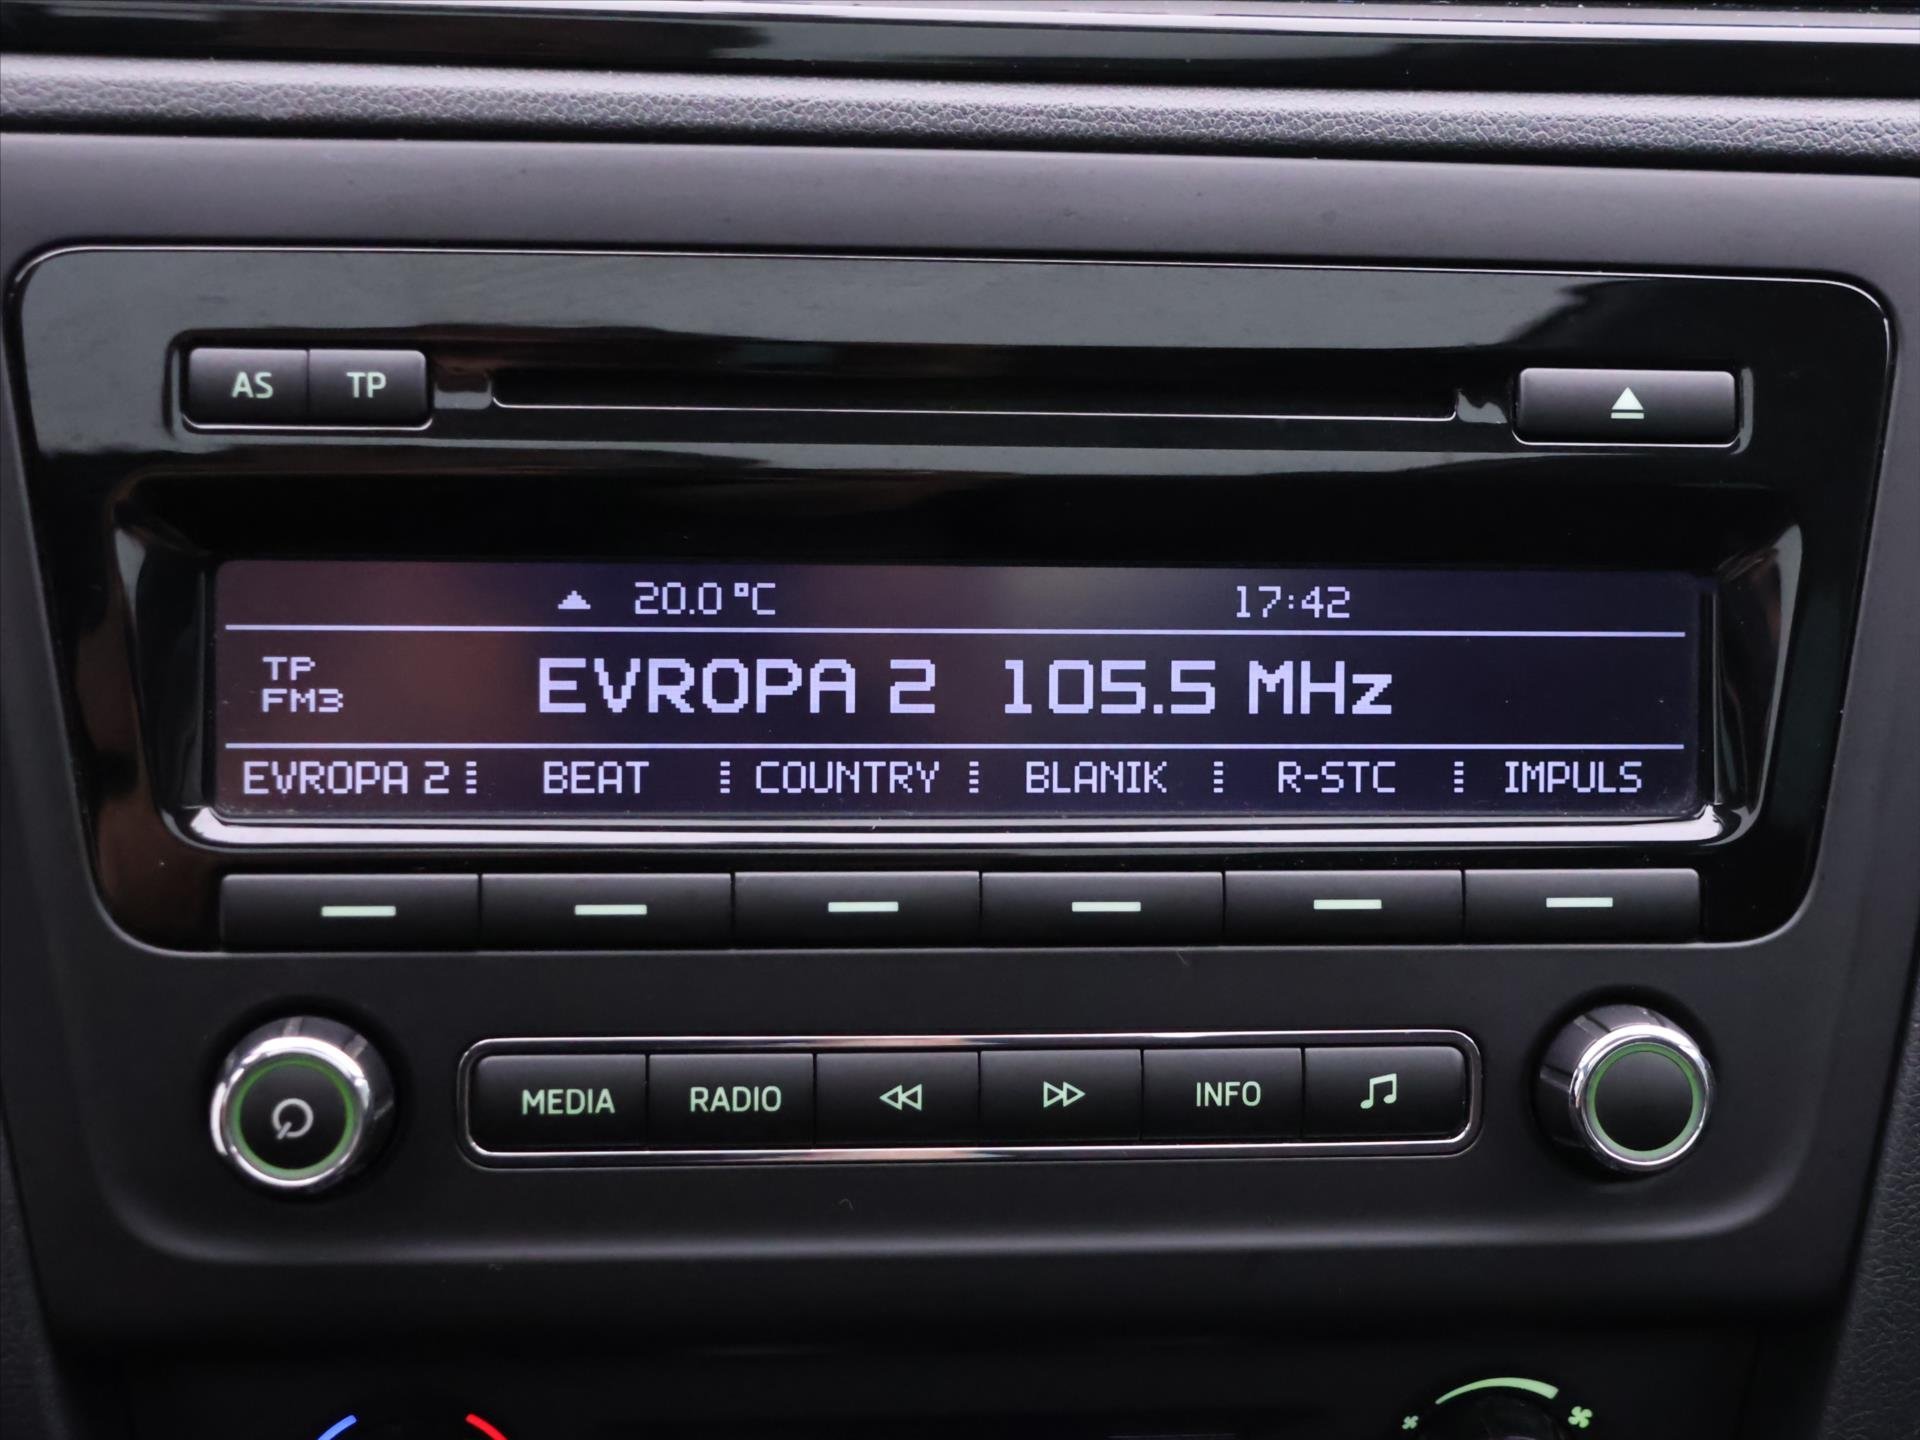 AS TP
20.0 °C 17:42
TP
FM3
EVROPA 2 105.5 MHz
EVROPA 2 BEAT COUNTRY BLANIK R-STC IMPULS
MEDIA RADIO INFO